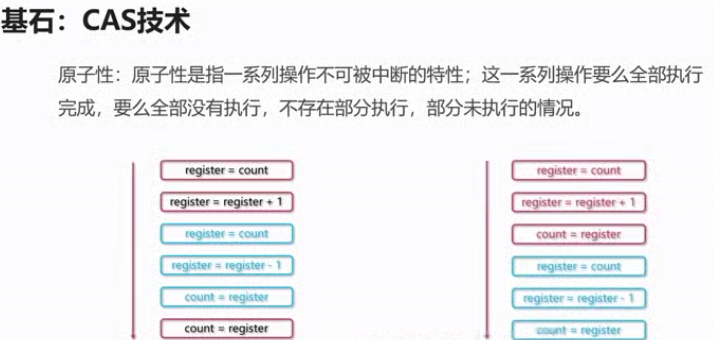 基石：CAS技术
原子性：原子性是指一系列操作不可被中断的特性；这一系列操作要么全部执行
完成，要么全部没有执行，不存在部分执行，部分未执行的情况。
register = count
register = register + 1
register = count
register = register - 1
count = register
count = register
register = count
register = register + 1
count = register
register = count
register = register - 1
count = register